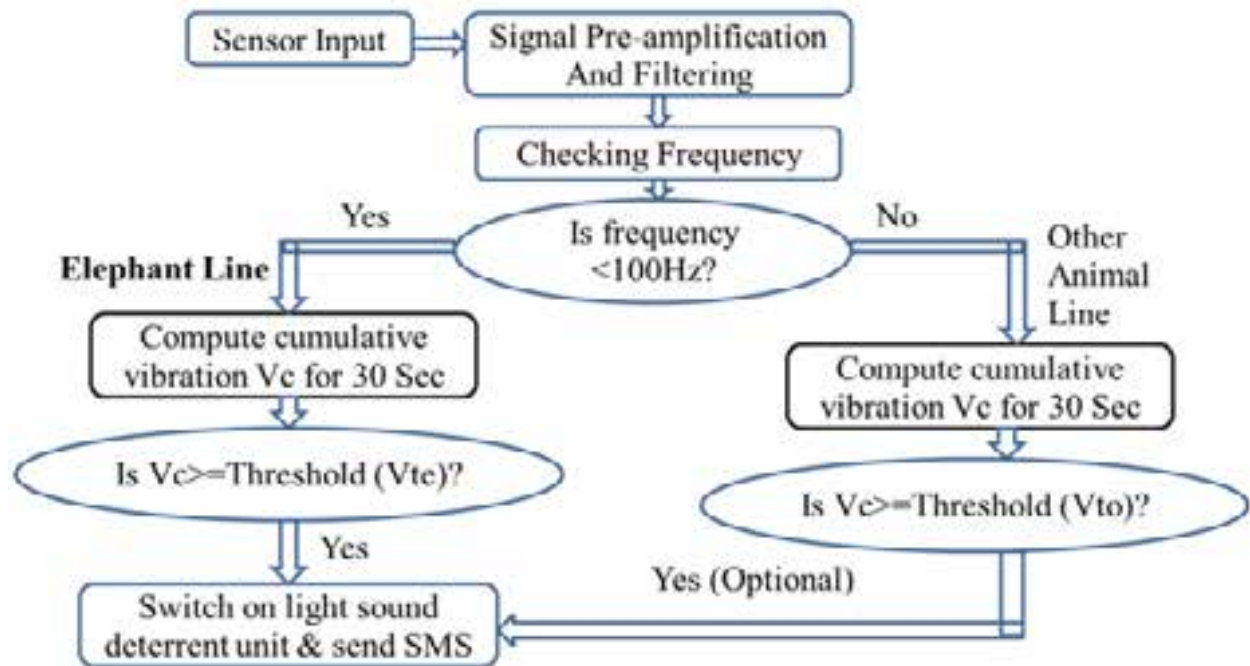 Sensor Input
Signal Pre-amplification
And Filtering
Checking Frequency
Yes
Is frequency
<100Hz?
No
Elephant Line
Other
Animal
Line
Compute cumulative
vibration Vc for 30 Sec
Compute cumulative
vibration Vc for 30 Sec
Is Vc>=Threshold (Vte)?
Is Vc>=Threshold (Vto)?
Yes
Yes (Optional)
Switch on light sound
deterrent unit & send SMS